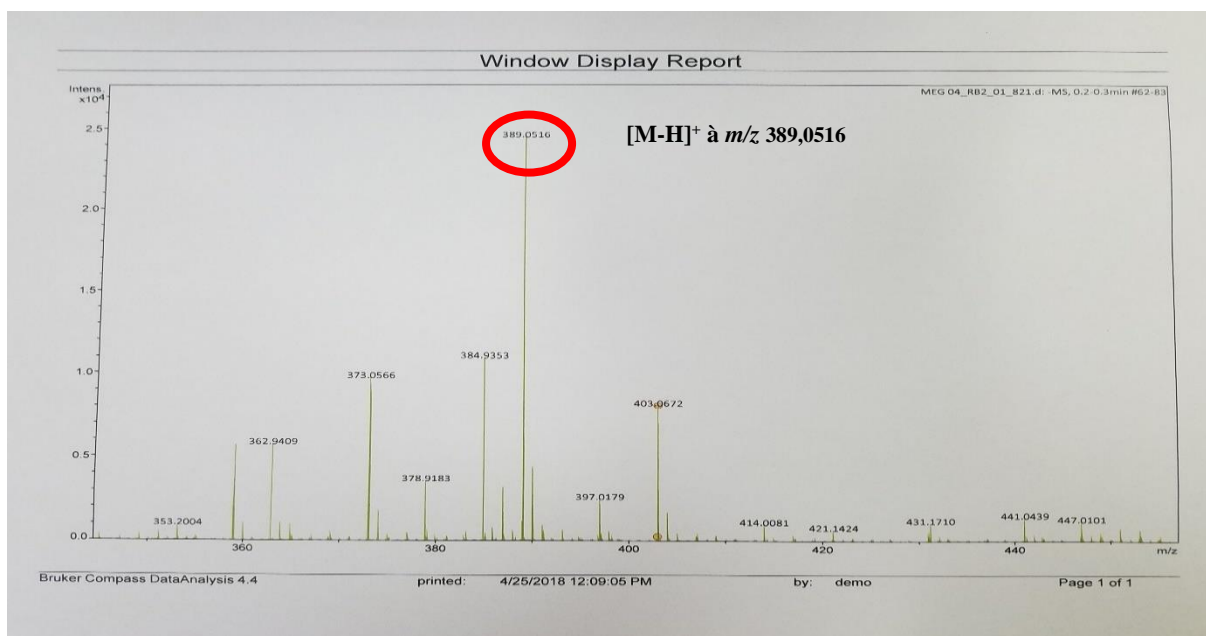 Window Display Report
Intens.
x10⁴
MEG 04_RB2_01_821.d: -MS, 0.2-0.3min #62-83
2.5
389.0516
[M-H]⁺ à m/z 389,0516
2.0
1.5
384.9353
1.0
373.0566
403.0672
0.5
362.9409
378.9183
397.0179
353.2004
414.0081
421.1424
431.1710
441.0439
447.0101
0.0
360
380
400
420
440
m/z
Bruker Compass DataAnalysis 4.4
printed: 4/25/2018 12:09:05 PM
by: demo
Page 1 of 1